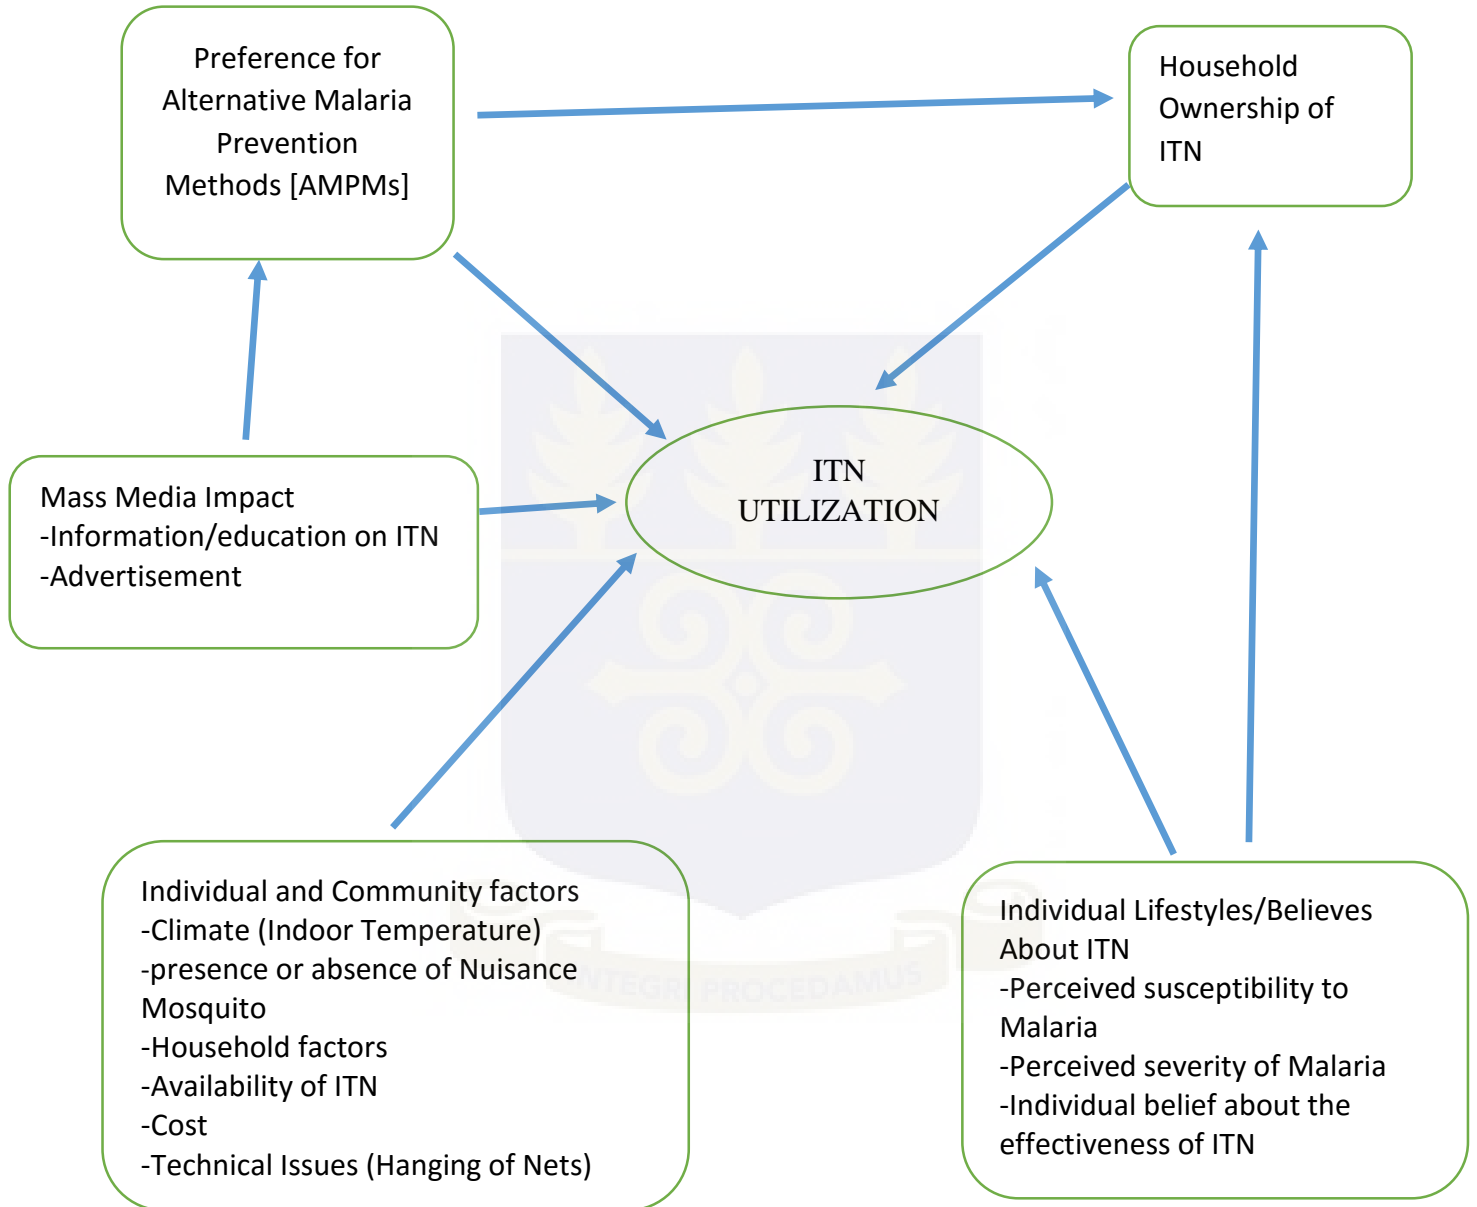 Preference for
Alternative Malaria
Prevention
Methods [AMPMs]
Household
Ownership of
ITN
Mass Media Impact
-Information/education on ITN
-Advertisement
ITN
UTILIZATION
Individual and Community factors
-Climate (Indoor Temperature)
-presence or absence of Nuisance
Mosquito
-Household factors
-Availability of ITN
-Cost
-Technical Issues (Hanging of Nets)
Individual Lifestyles/Believes
About ITN
-Perceived susceptibility to
Malaria
-Perceived severity of Malaria
-Individual belief about the
effectiveness of ITN
INTEGRI PROCEDAMUS